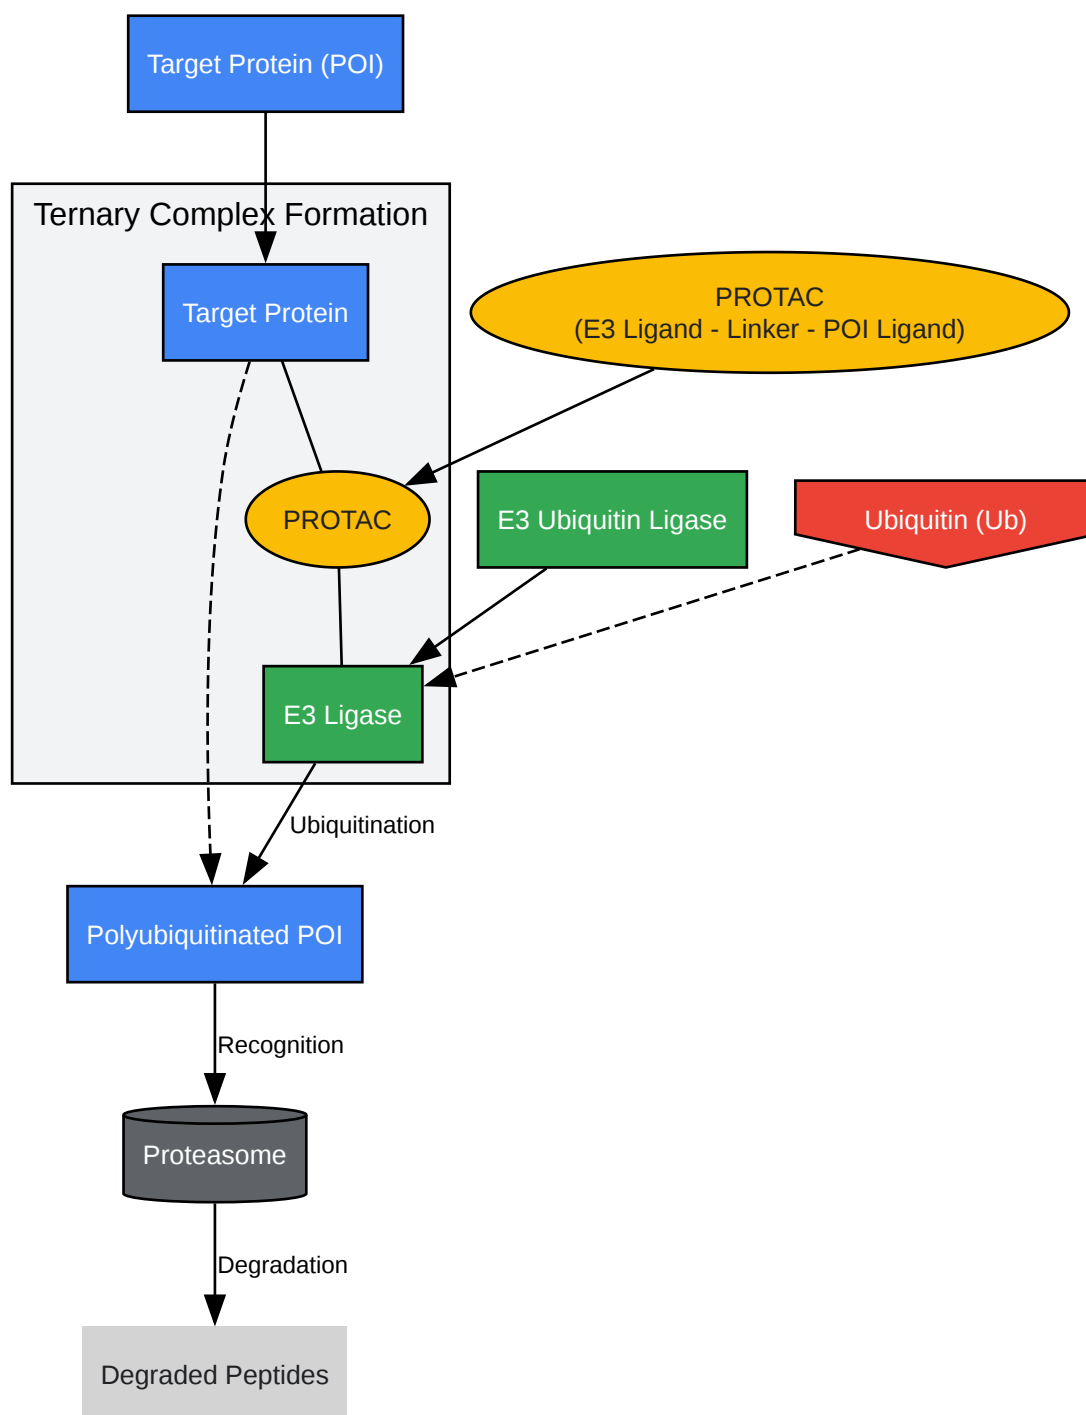 Target Protein (POI)
Ternary Complex Formation
Target Protein
PROTAC
(E3 Ligand - Linker - POI Ligand)
PROTAC
E3 Ubiquitin Ligase
Ubiquitin (Ub)
E3 Ligase
Ubiquitination
Polyubiquitinated POI
Recognition
Proteasome
Degradation
Degraded Peptides